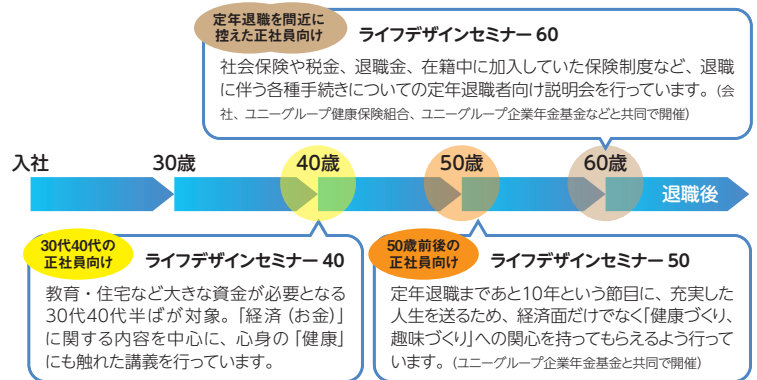 定年退職を間近に
控えた正社員向け
ライフデザインセミナー 60
社会保険や税金、退職金、在籍中に加入していた保険制度など、退職
に伴う各種手続きについての定年退職者向け説明会を行っています。(会
社、ユニーグループ健康保険組合、ユニーグループ企業年金基金などと共同で開催)
入社
30歳
40歳
50歳
60歳
退職後
30代40代の
正社員向け
ライフデザインセミナー 40
教育・住宅など大きな資金が必要となる
30代40代半ばが対象。「経済(お金)」
に関する内容を中心に、心身の「健康」
にも触れた講義を行っています。
50歳前後の
正社員向け
ライフデザインセミナー 50
定年退職まであと10年という節目に、充実した
人生を送るため、経済面だけでなく「健康づくり、
趣味づくり」への関心を持ってもらえるよう行って
います。(ユニーグループ企業年金基金と共同で開催)